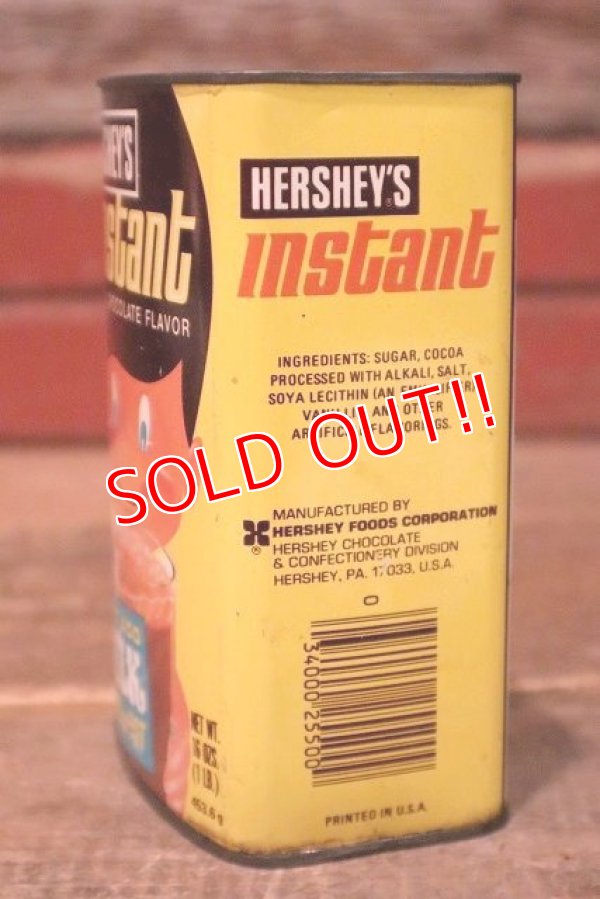 HERSHEY'S
instant
INGREDIENTS: SUGAR, COCOA
PROCESSED WITH ALKALI, SALT,
SOYA LECITHIN (AN
SOLD OUT!!
MANUFACTURED BY
HERSHEY FOODS CORPORATION
HERSHEY CHOCOLATE
& CONFECTIONERY DIVISION
HERSHEY, PA. 17033, U.S.A.
0
34000 25500
PRINTED IN U.S.A.
FLAVOR
NET WT.
16 OZS.
(1 LB.)
453.6 g